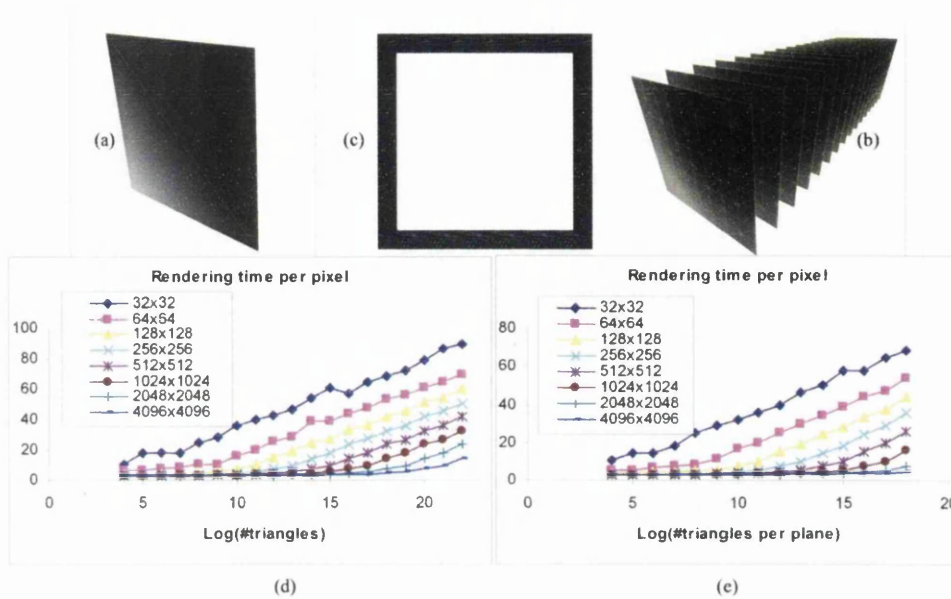 (a)
(c)
(b)
Rendering time per pixel
32x32
64x64
128x128
256x256
512x512
1024x1024
2048x2048
4096x4096
100
80
60
40
20
0
0 5 10 15 20
Log(#triangles)
(d)
Rendering time per pixel
32x32
64x64
128x128
256x256
512x512
1024x1024
2048x2048
4096x4096
80
60
40
20
0
0 5 10 15 20
Log(#triangles per plane)
(e)